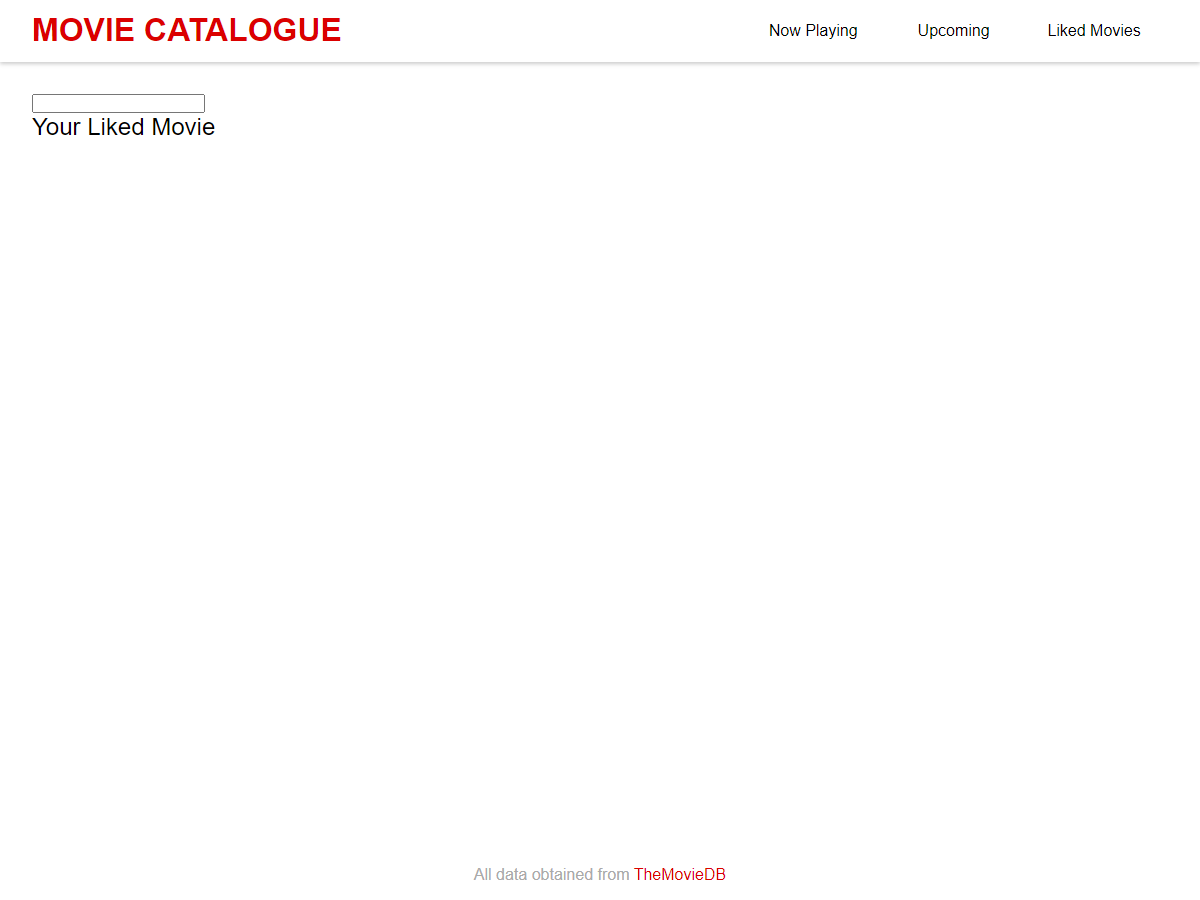 MOVIE CATALOGUE
Now Playing
Upcoming
Liked Movies
Your Liked Movie
All data obtained from TheMovieDB